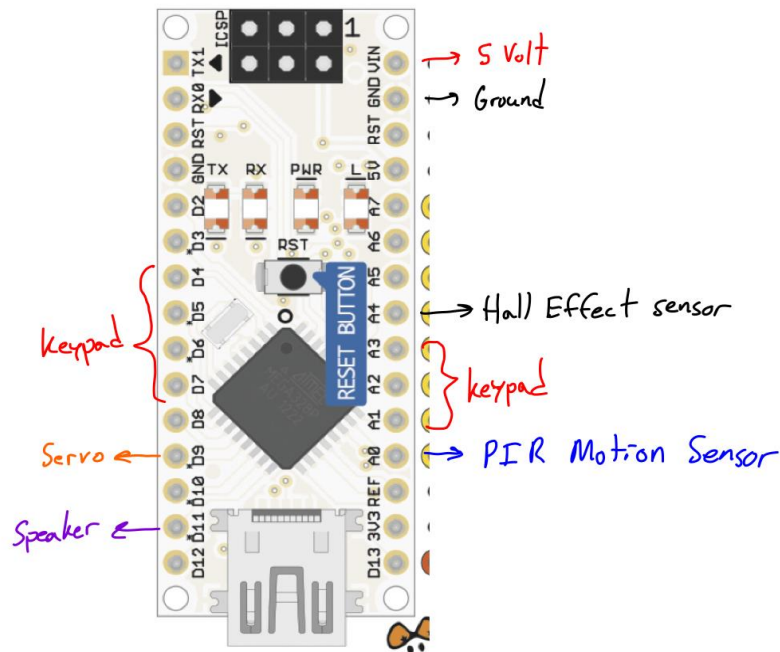 ICSP
1
TX1
RX0
RST
GND
D2
D3
D4
D5
D6
D7
D8
D9
D10
D11
D12
TX RX PWR L
RST
RESET BUTTON
VIN
GND
RST
5V
A7
A6
A5
A4
A3
A2
A1
A0
REF
3V3
D13
keypad
Servo
Speaker
5 Volt
Ground
Hall Effect sensor
keypad
PIR Motion Sensor